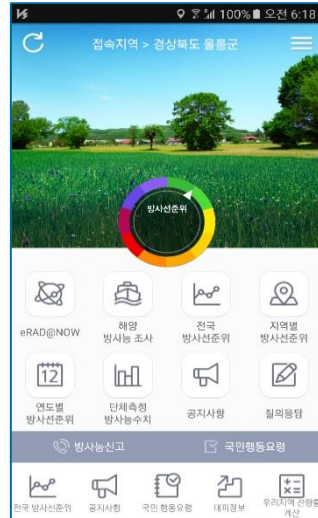 100% 오전 6:18
접속지역 > 경상북도 울릉군
방사선준위
eRAD@NOW
해양
방사능 조사
전국
방사선준위
지역별
방사선준위
12
연도별
방사선준위
단체측정
방사능수치
공지사항
질의응답
방사능신고
국민행동요령
전국 방사선준위
공지사항
국민 행동요령
대피정보
우리지역 선량률
계산